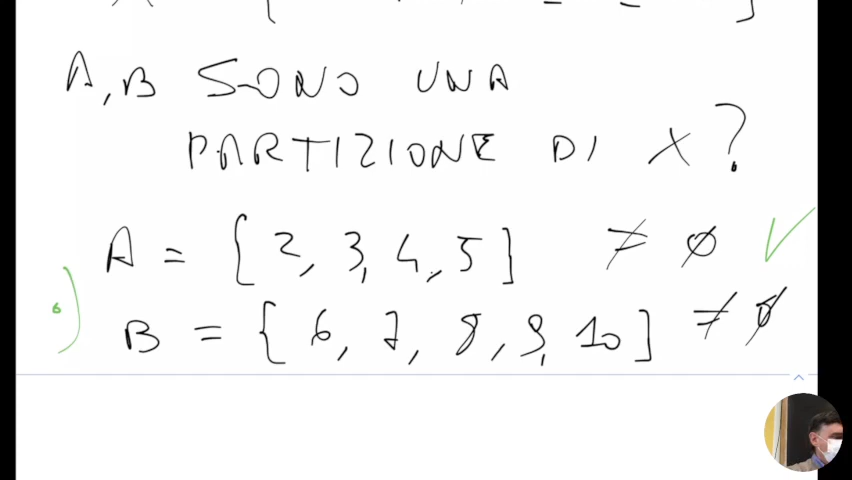 A, B SONO UNA
PARTIZIONE DI X?
A = {2, 3, 4, 5} ≠ ∅ ✓
•) B = {6, 7, 8, 9, 10} ≠ ∅